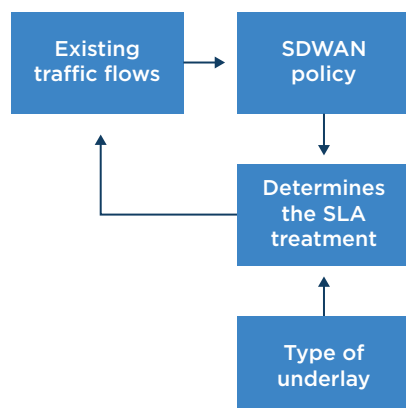 Existing
traffic flows
SDWAN
policy
Determines
the SLA
treatment
Type of
underlay